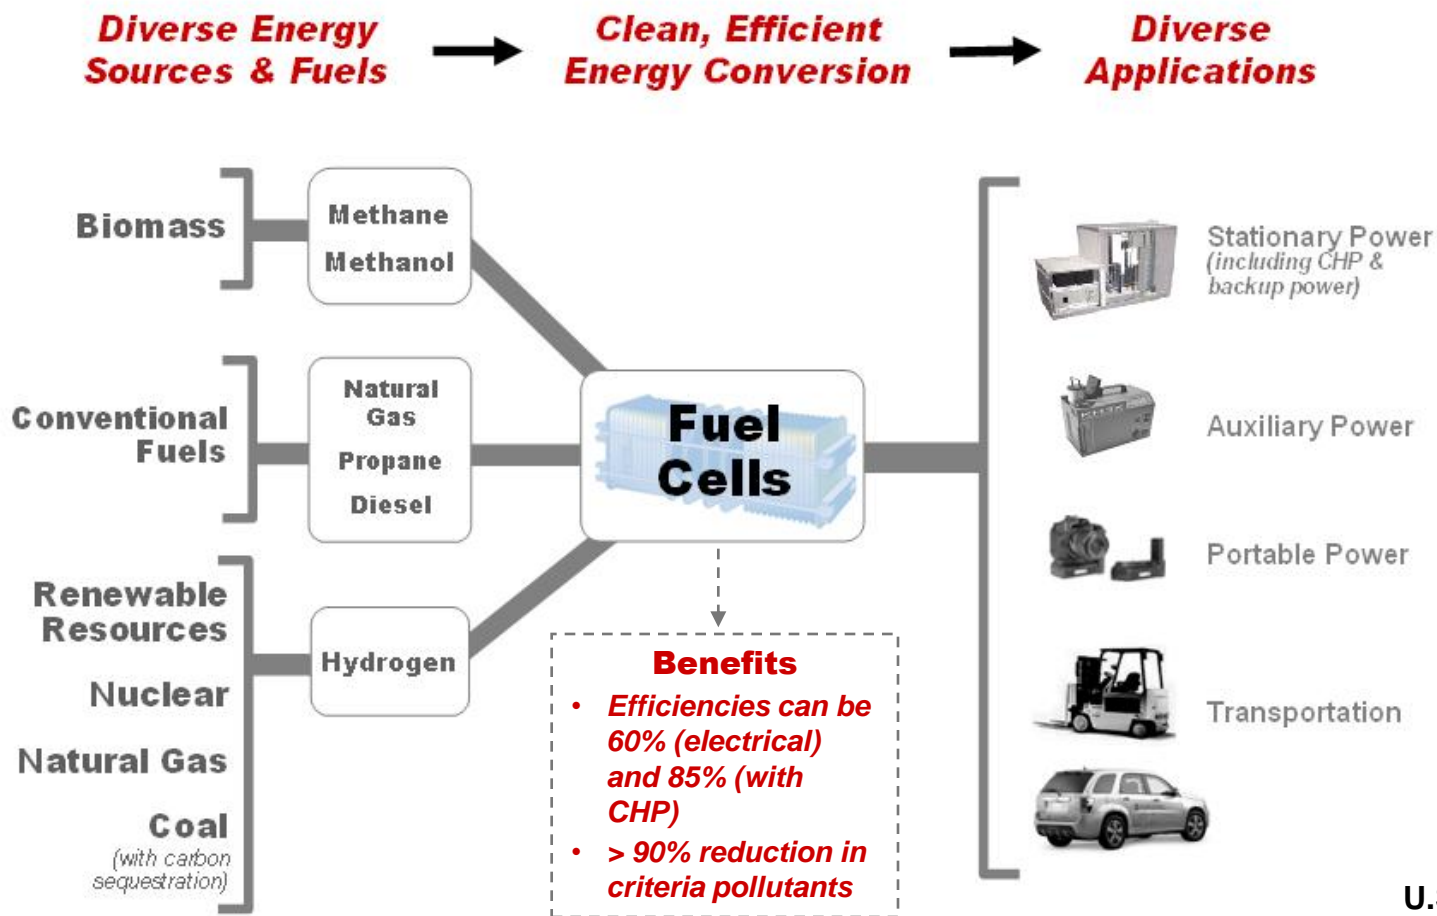 Diverse Energy
Sources & Fuels
Clean, Efficient
Energy Conversion
Diverse
Applications
Biomass
Methane
Methanol
Conventional
Fuels
Natural
Gas
Propane
Diesel
Renewable
Resources
Nuclear
Natural Gas
Coal
(with carbon
sequestration)
Hydrogen
Fuel
Cells
Benefits
• Efficiencies can be
60% (electrical)
and 85% (with
CHP)
• > 90% reduction in
criteria pollutants
Stationary Power
(including CHP &
backup power)
Auxiliary Power
Portable Power
Transportation